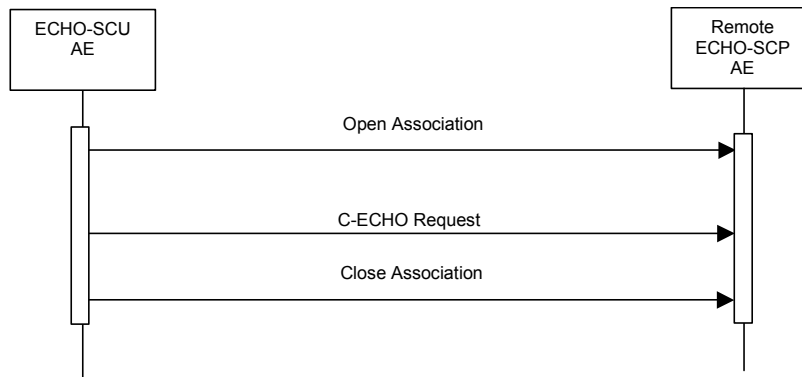 ECHO-SCU
AE
Remote
ECHO-SCP
AE
Open Association
C-ECHO Request
Close Association